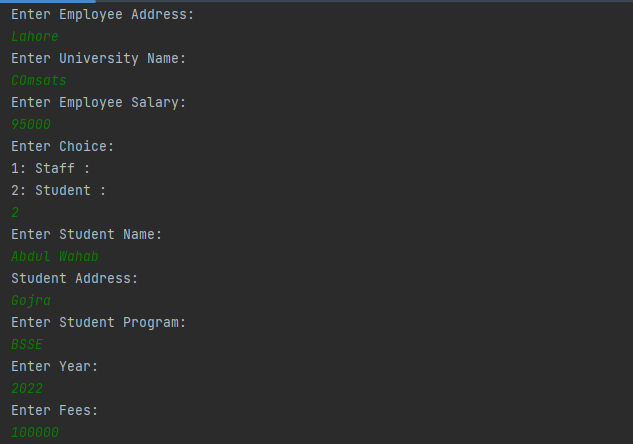 Enter Employee Address:
Lahore
Enter University Name:
COmsats
Enter Employee Salary:
95000
Enter Choice:
1: Staff :
2: Student :
2
Enter Student Name:
Abdul Wahab
Student Address:
Gojra
Enter Student Program:
BSSE
Enter Year:
2022
Enter Fees:
100000